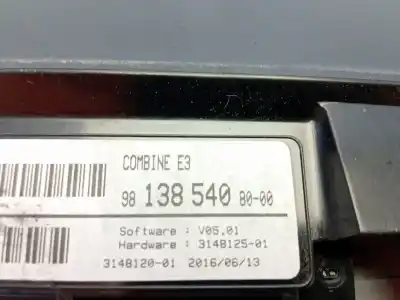 COMBINE E3
98 138 540 80-00
Software : V05.01
Hardware : 3148125-01
3148120-01 2016/06/13